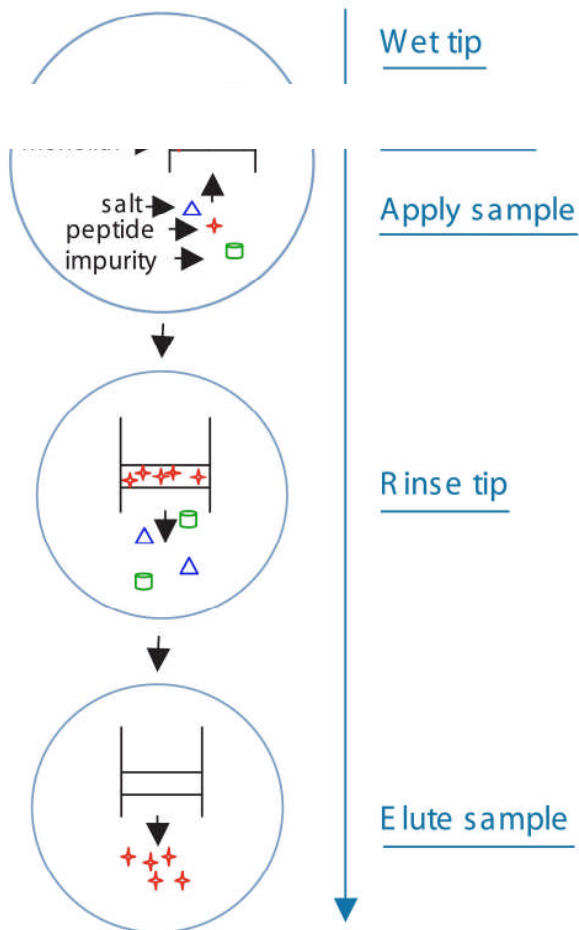 Wet tip
salt
Apply sample
peptide
impurity
Rinse tip
Elute sample